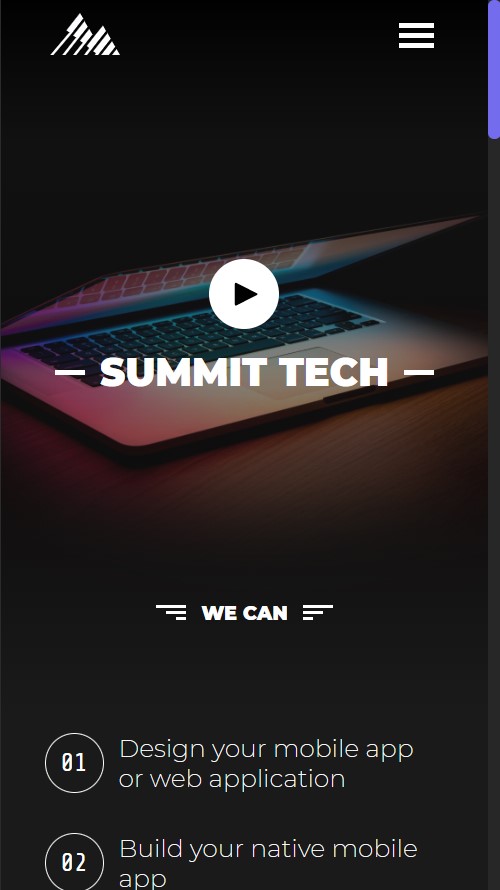 SUMMIT TECH
WE CAN
01
Design your mobile app
or web application
02
Build your native mobile
app